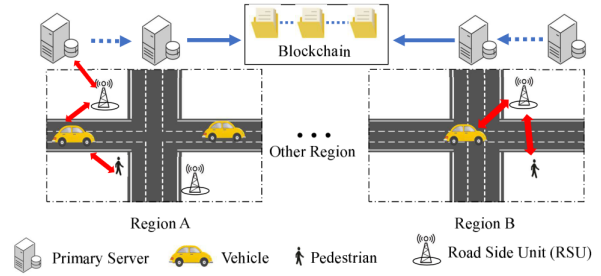 Blockchain
Other Region
Region A
Region B
Primary Server
Vehicle
Pedestrian
Road Side Unit (RSU)